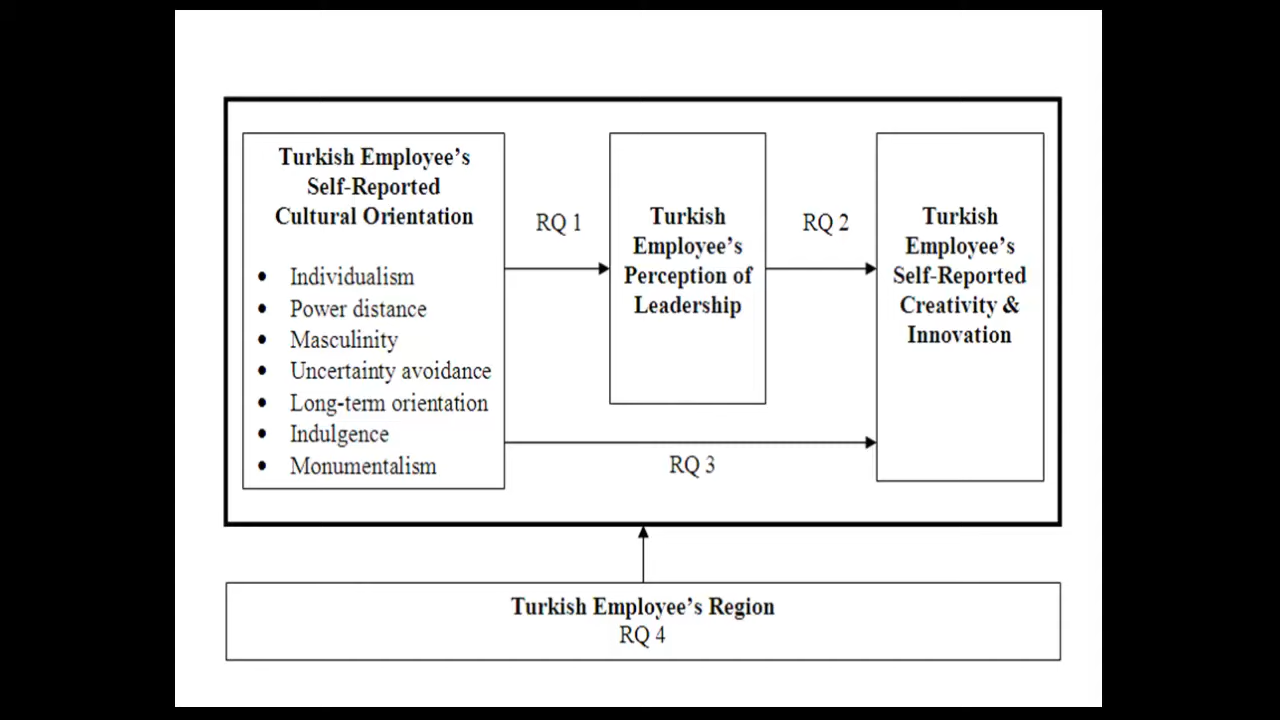 Turkish Employee's
Self-Reported
Cultural Orientation
• Individualism
• Power distance
• Masculinity
• Uncertainty avoidance
• Long-term orientation
• Indulgence
• Monumentalism
RQ 1
Turkish
Employee's
Perception of
Leadership
RQ 2
Turkish
Employee's
Self-Reported
Creativity &
Innovation
RQ 3
Turkish Employee's Region
RQ 4